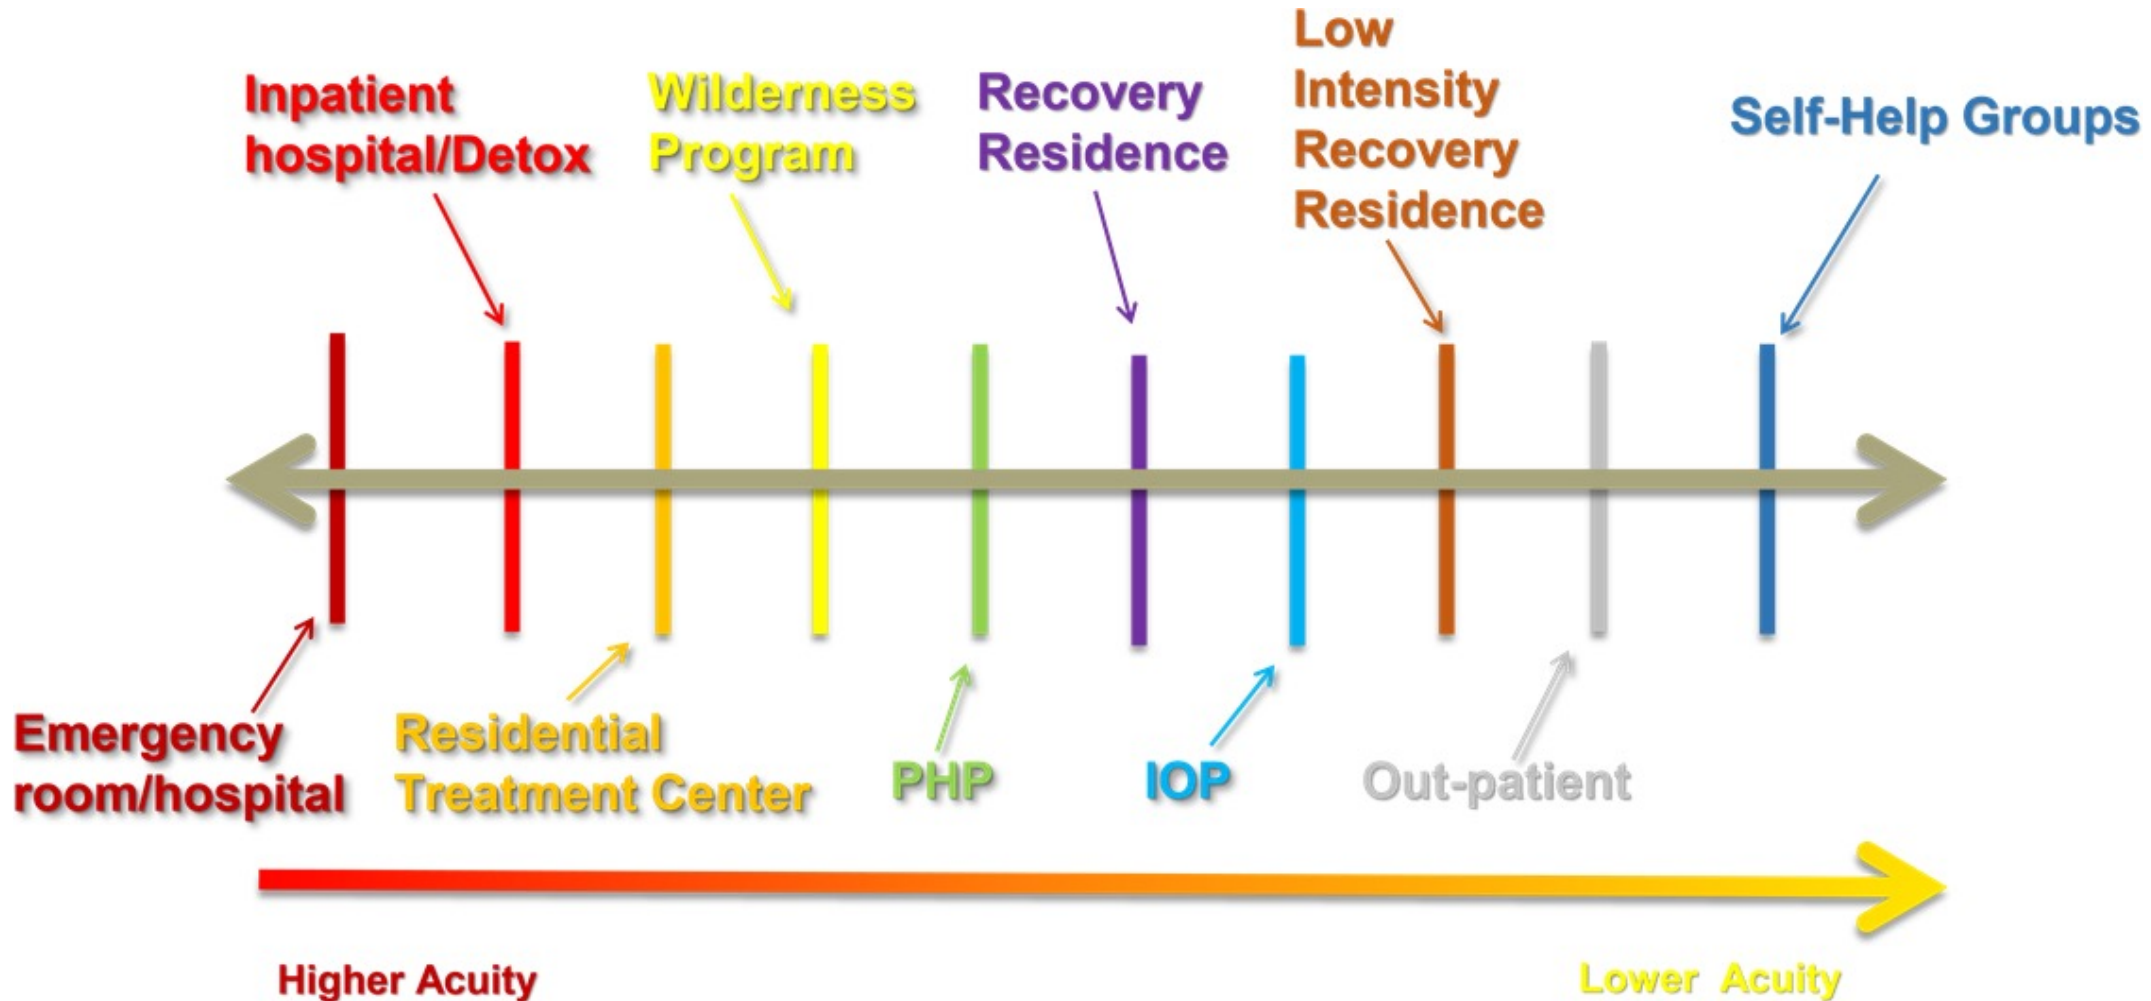 Inpatient
hospital/Detox
Wilderness
Program
Recovery
Residence
Low
Intensity
Recovery
Residence
Self-Help Groups
Emergency
room/hospital
Residential
Treatment Center
PHP
IOP
Out-patient
Higher Acuity
Lower Acuity